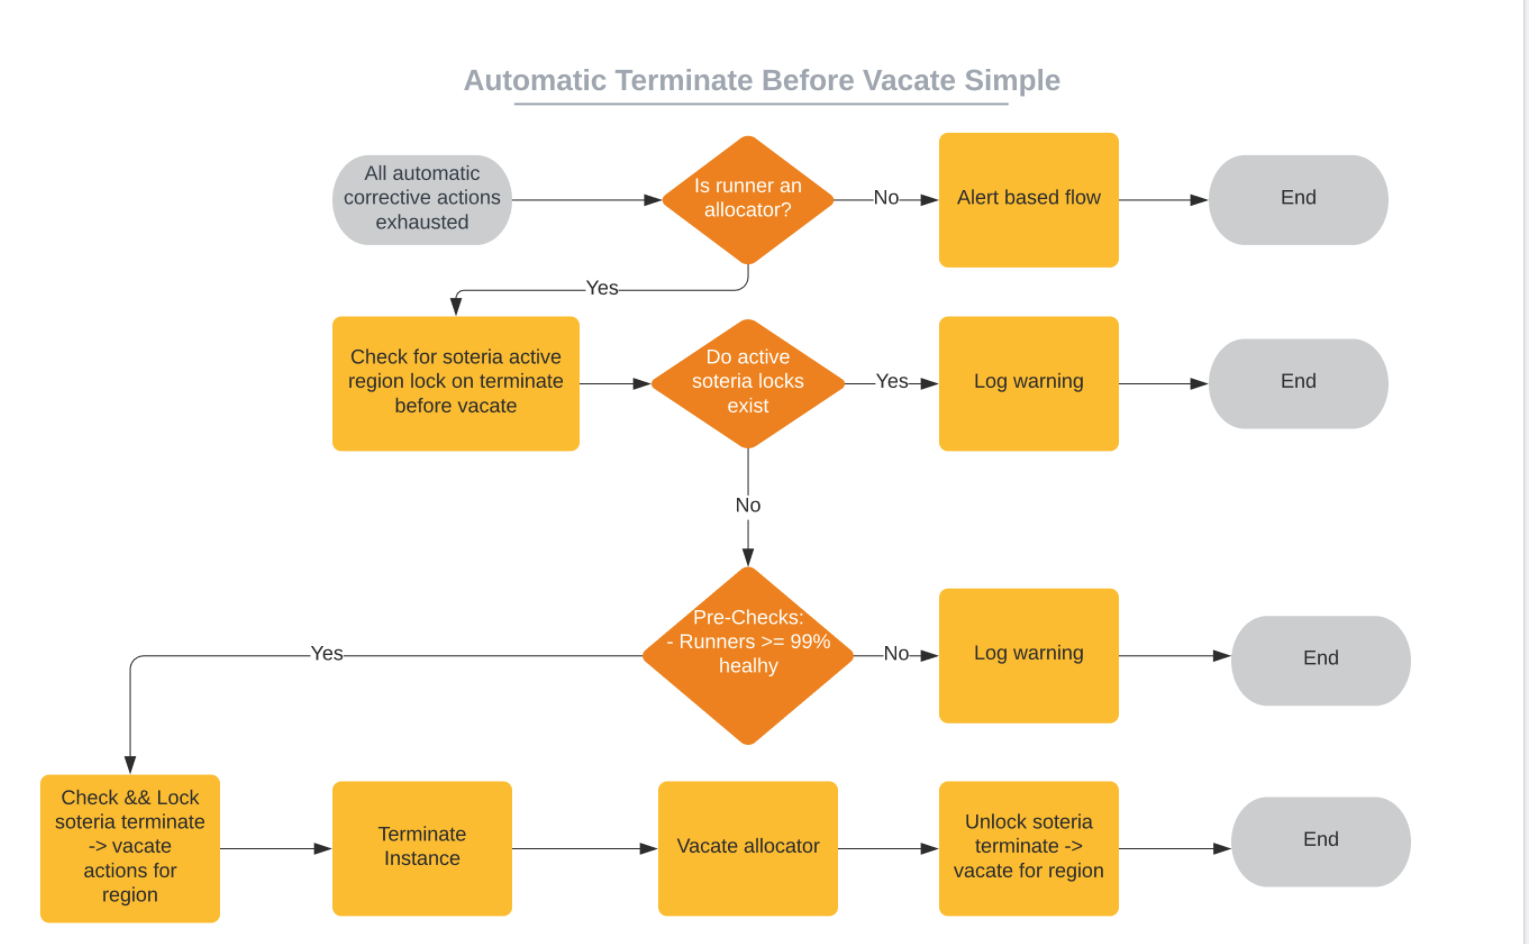 Automatic Terminate Before Vacate Simple
All automatic
corrective actions
exhausted
Is runner an
allocator?
No
Alert based flow
End
Yes
Check for soteria active
region lock on terminate
before vacate
Do active
soteria locks
exist
Yes
Log warning
End
No
Pre-Checks:
- Runners >= 99%
healhy
Yes
No
Log warning
End
Check && Lock
soteria terminate
-> vacate
actions for
region
Terminate
Instance
Vacate allocator
Unlock soteria
terminate ->
vacate for region
End